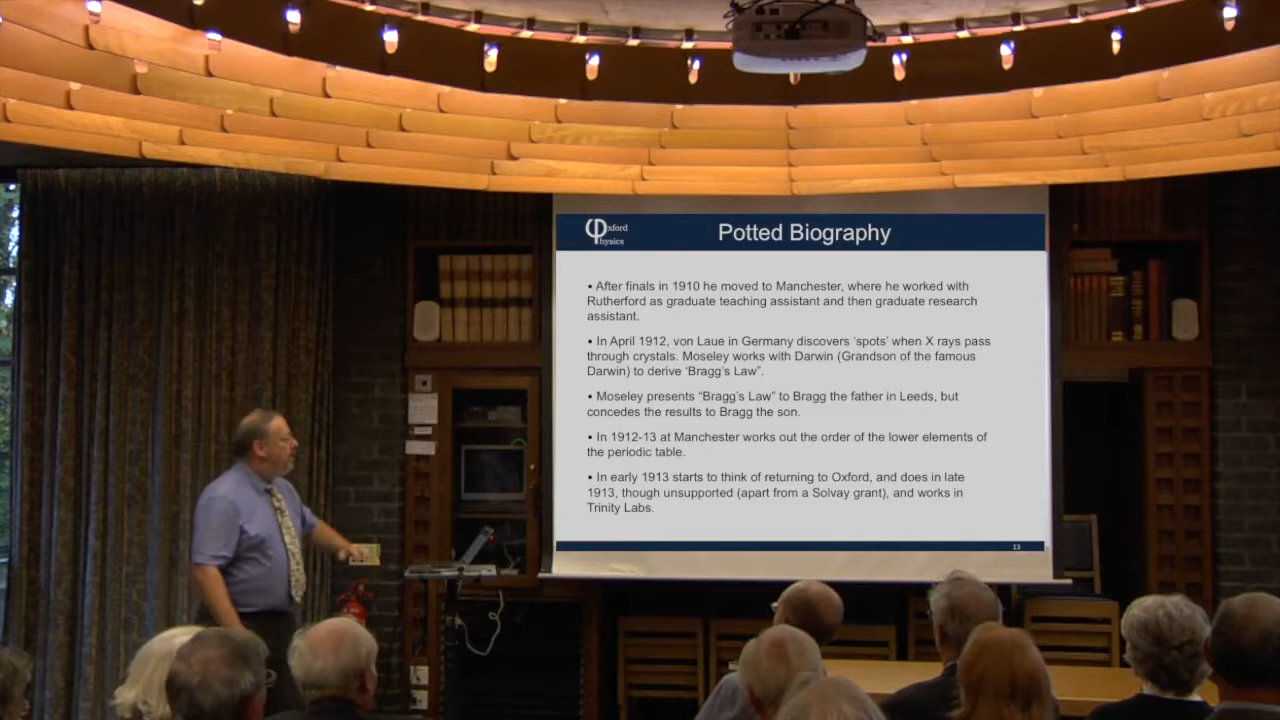 Oxford
Physics
Potted Biography
• After finals in 1910 he moved to Manchester, where he worked with
Rutherford as graduate teaching assistant and then graduate research
assistant.
• In April 1912, von Laue in Germany discovers ‘spots’ when X rays pass
through crystals. Moseley works with Darwin (Grandson of the famous
Darwin) to derive ‘Bragg’s Law”.
• Moseley presents “Bragg’s Law” to Bragg the father in Leeds, but
concedes the results to Bragg the son.
• In 1912-13 at Manchester works out the order of the lower elements of
the periodic table.
• In early 1913 starts to think of returning to Oxford, and does in late
1913, though unsupported (apart from a Solvay grant), and works in
Trinity Labs.
13